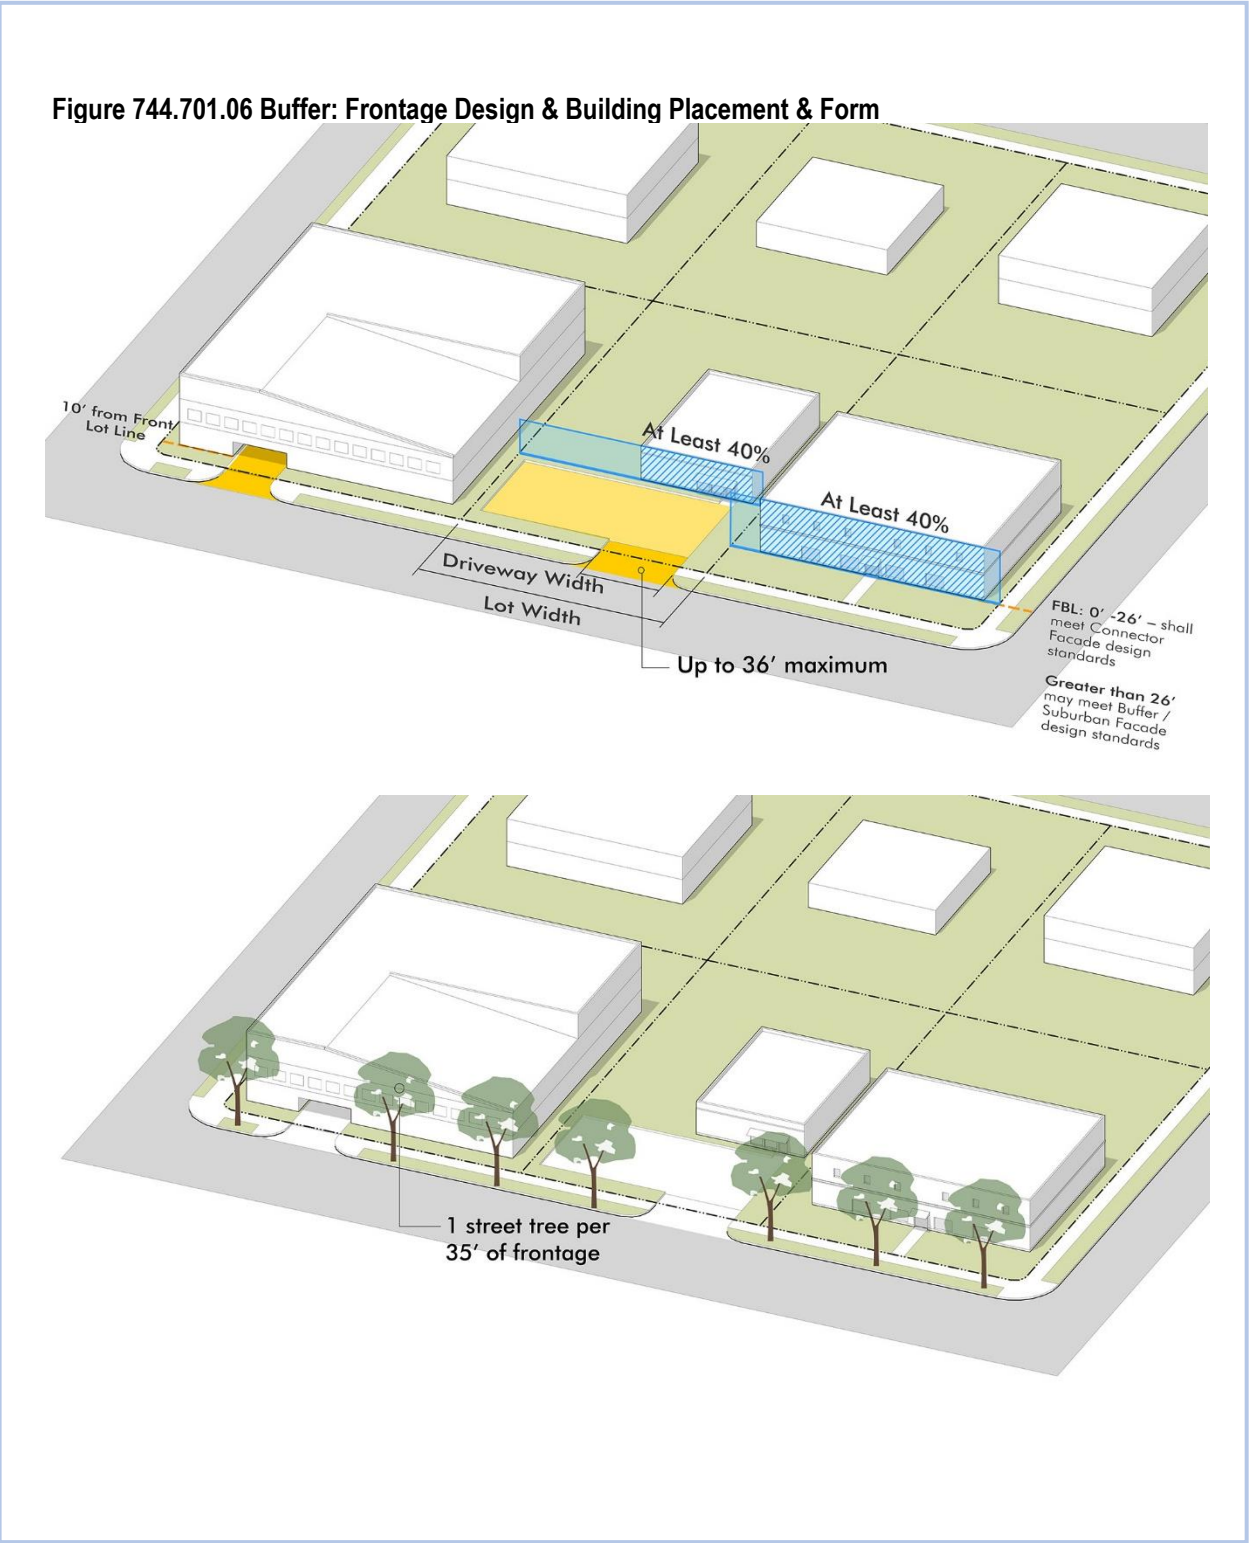 Figure 744.701.06 Buffer: Frontage Design & Building Placement & Form
10' from Front
Lot Line
At Least 40%
At Least 40%
Driveway Width
Lot Width
Up to 36' maximum
FBL: 0'-26' – shall
meet Connector
Facade design
standards
Greater than 26'
may meet Buffer /
Suburban Facade
design standards
1 street tree per
35' of frontage